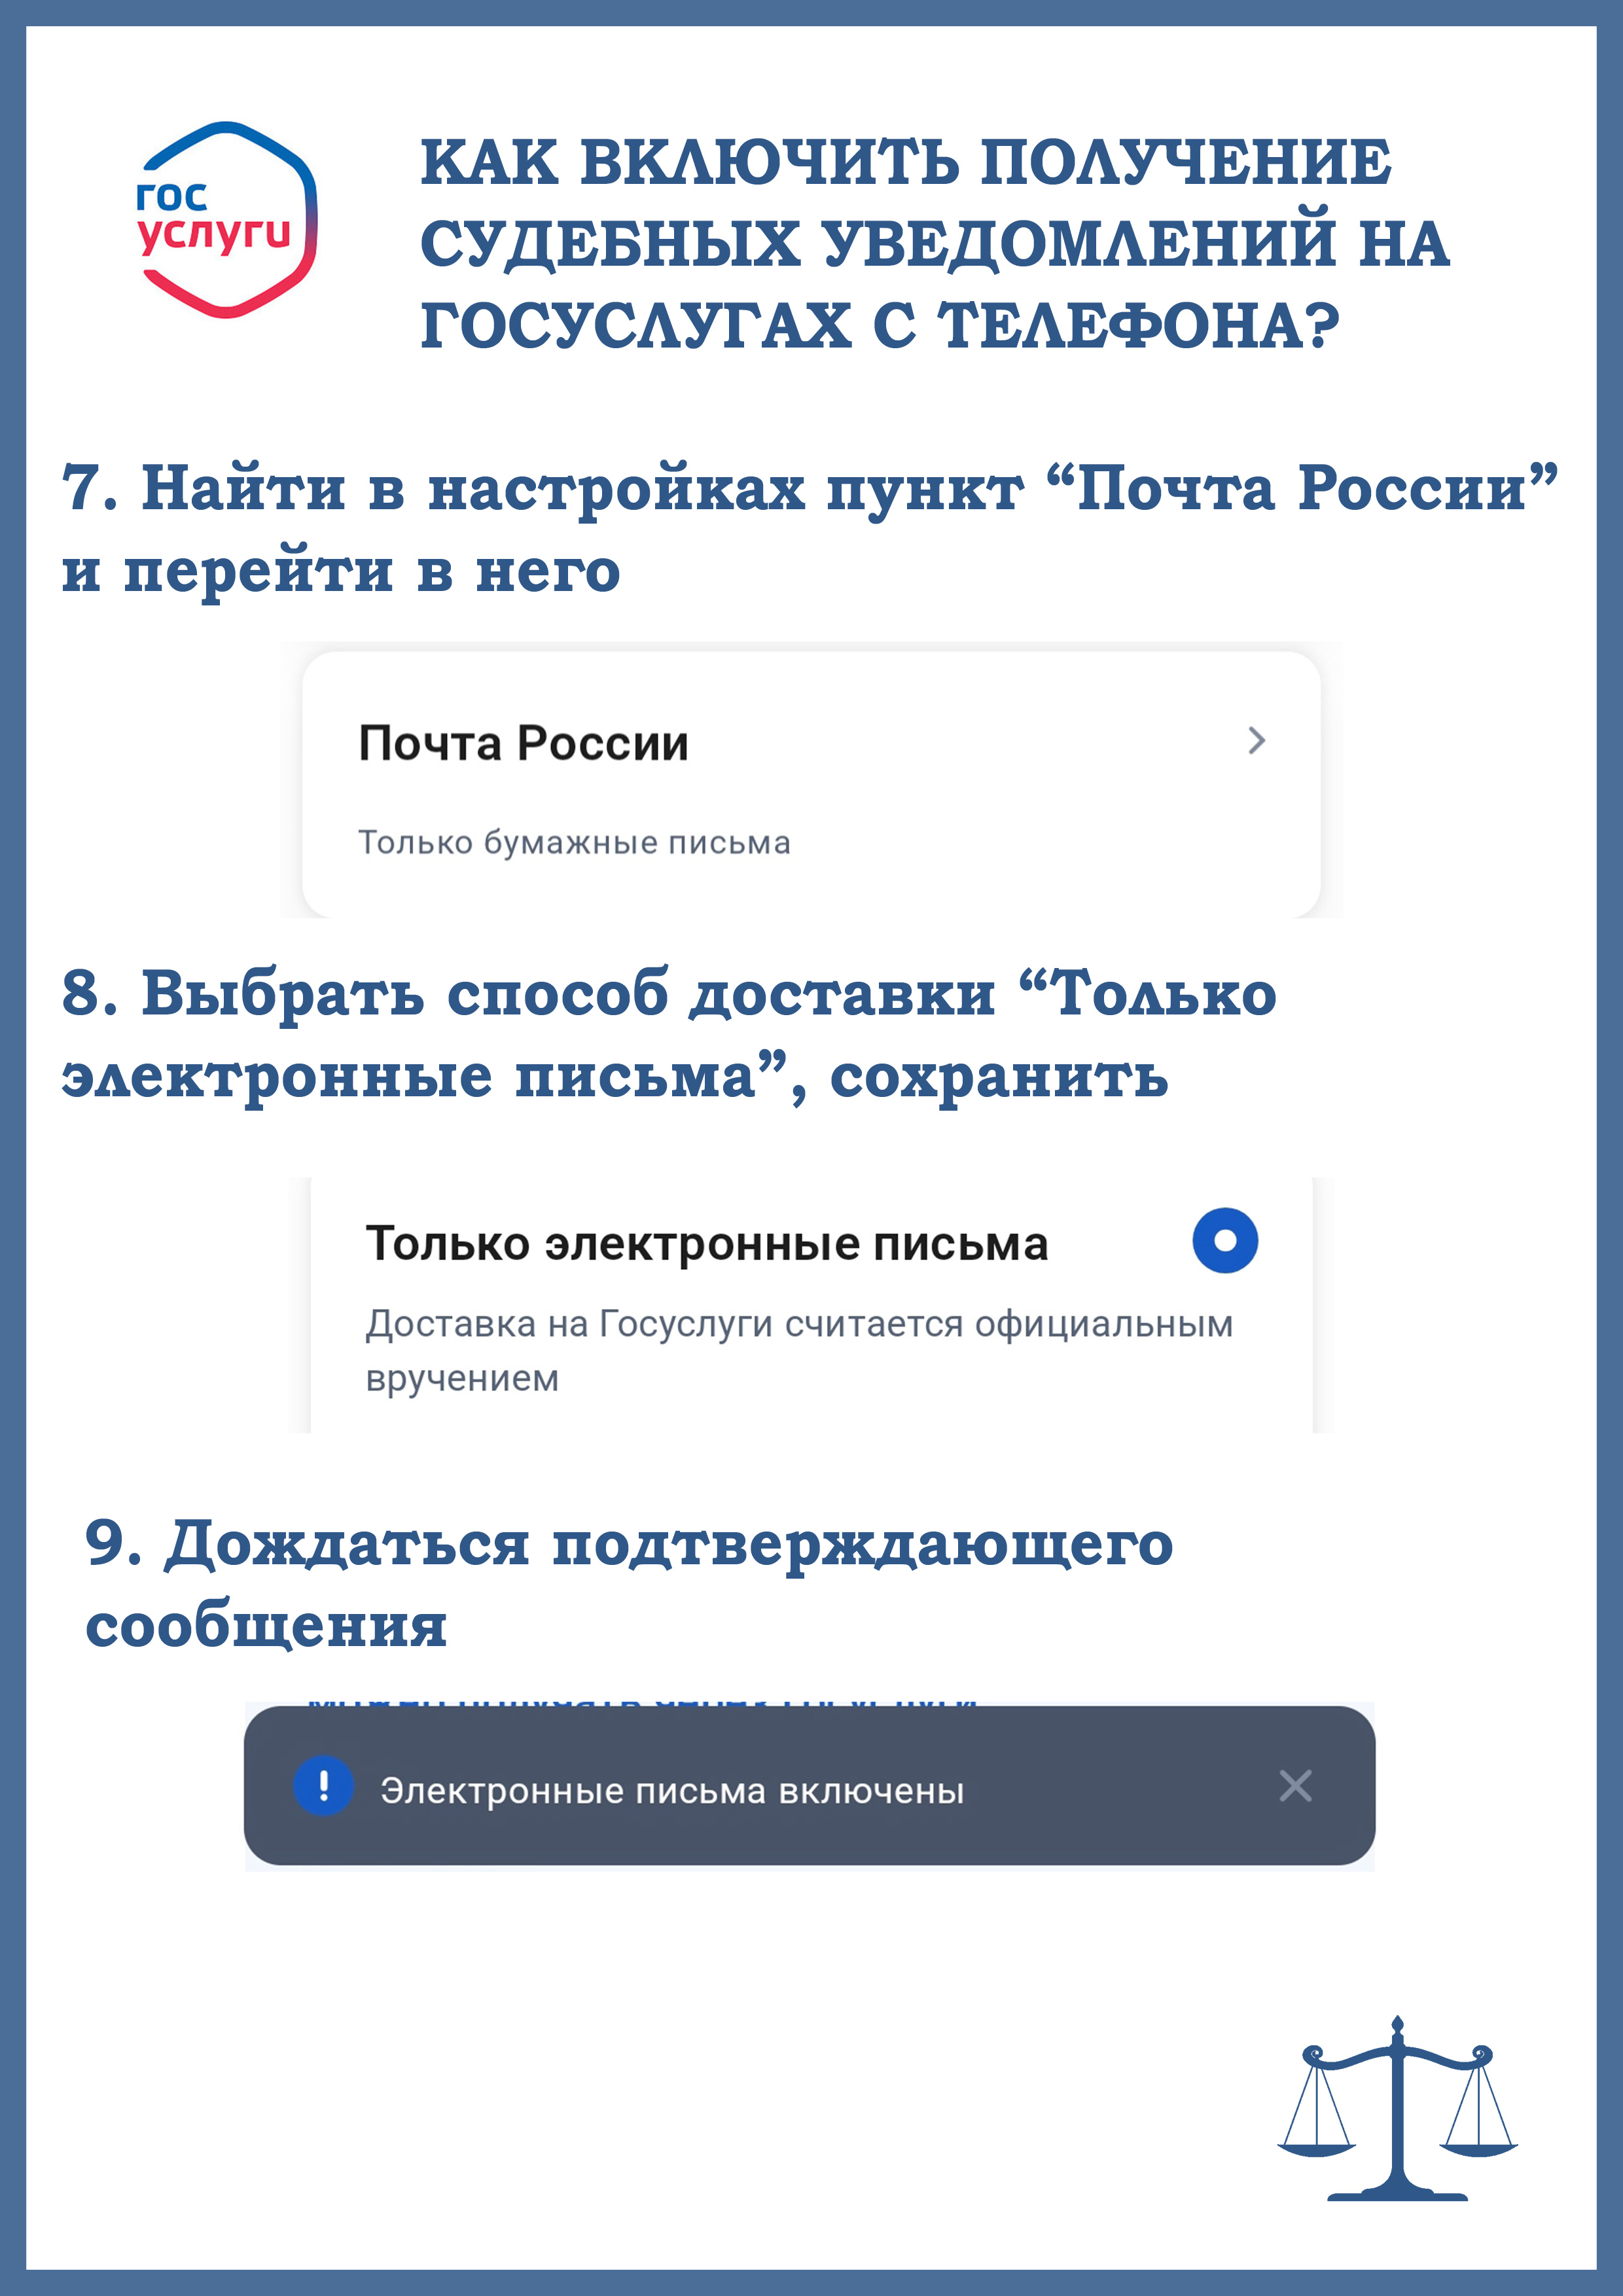 гос
услуги
КАК ВКЛЮЧИТЬ ПОЛУЧЕНИЕ
СУДЕБНЫХ УВЕДОМЛЕНИЙ НА
ГОСУСЛУГАХ С ТЕЛЕФОНА?
7. Найти в настройках пункт “Почта России”
и перейти в него
Почта России
Только бумажные письма
8. Выбрать способ доставки “Только
электронные письма”, сохранить
Только электронные письма
Доставка на Госуслуги считается официальным
вручением
9. Дождаться подтверждающего
сообщения
Электронные письма включены